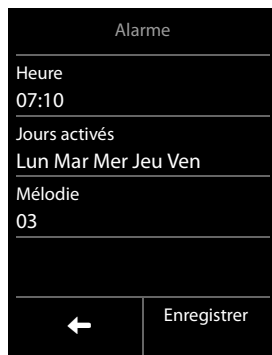 Alarme
Heure
07:10
Jours activés
Lun Mar Mer Jeu Ven
Mélodie
03
Enregistrer